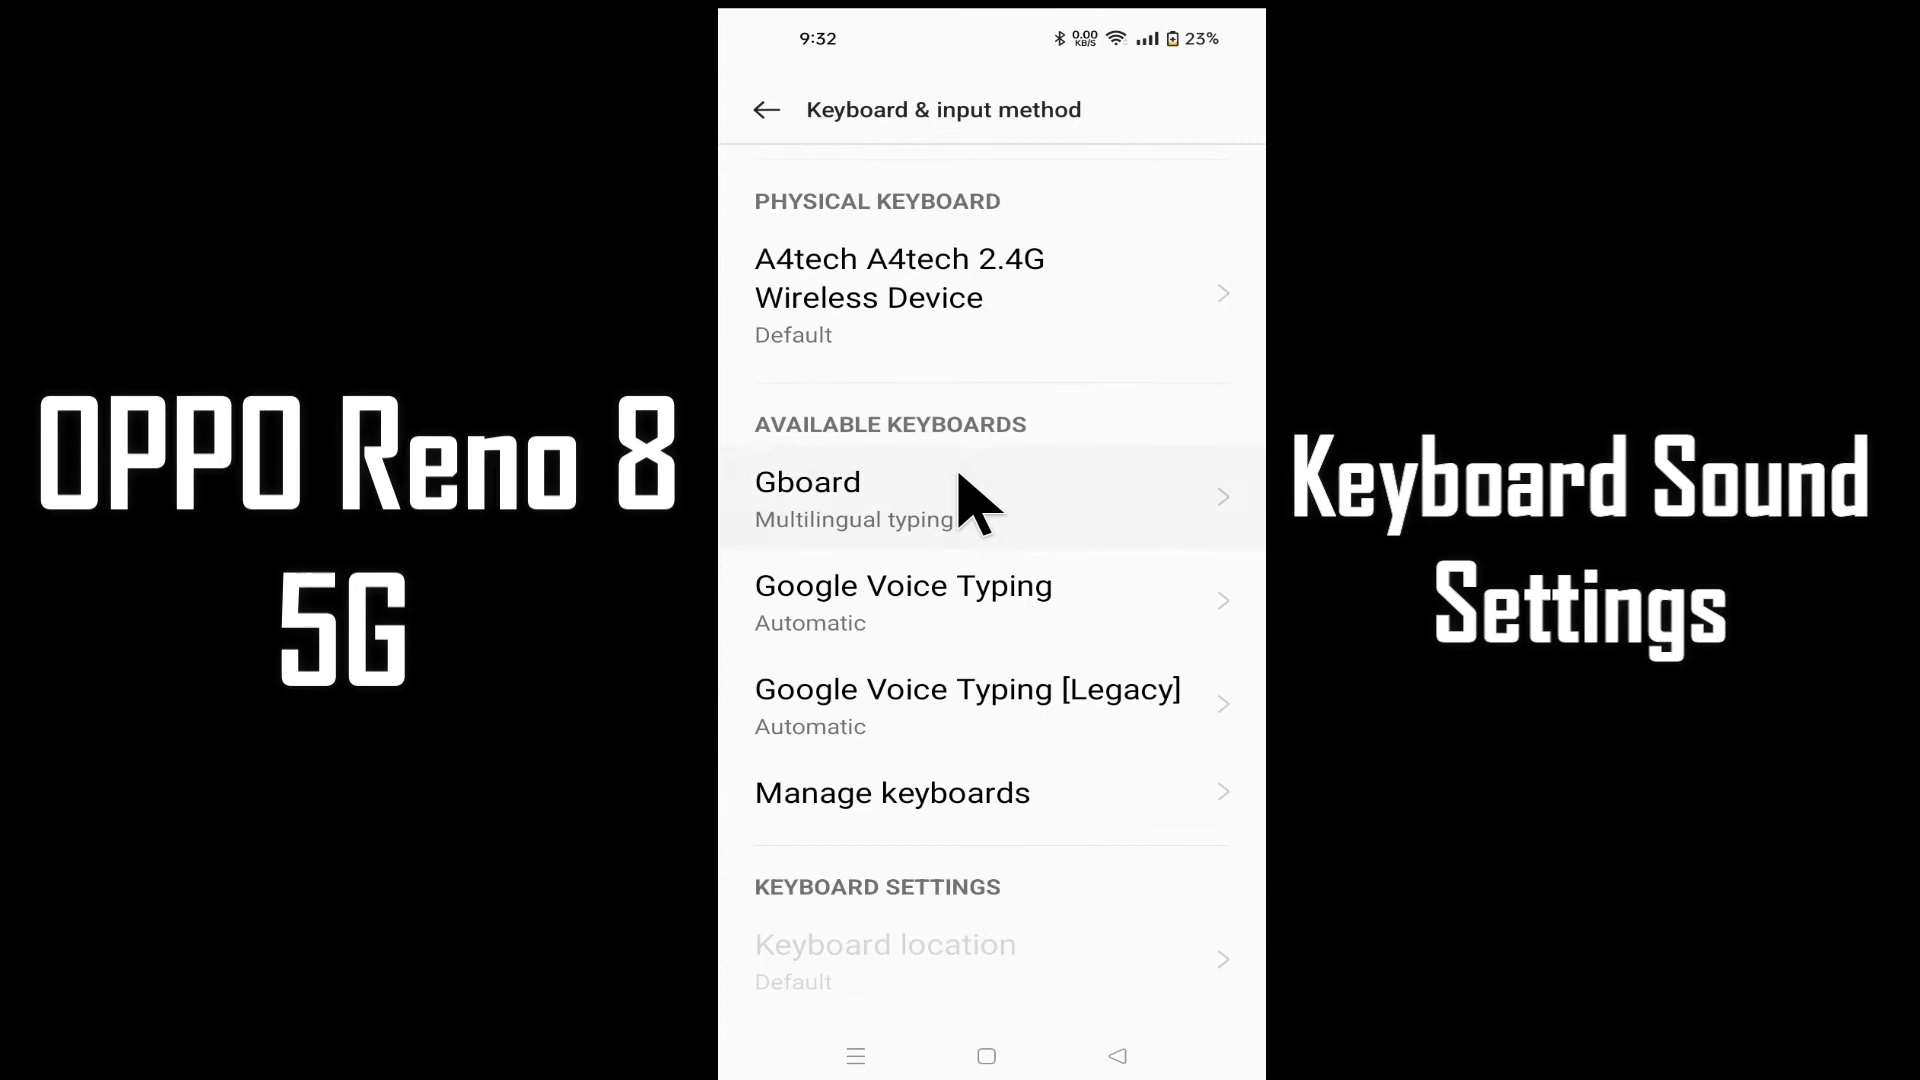 OPPO Reno 8
5G
9:32
0.00
KB/S
23%
Keyboard & input method
PHYSICAL KEYBOARD
A4tech A4tech 2.4G
Wireless Device
Default
AVAILABLE KEYBOARDS
Gboard
Multilingual typing
Google Voice Typing
Automatic
Google Voice Typing [Legacy]
Automatic
Manage keyboards
KEYBOARD SETTINGS
Keyboard location
Default
Keyboard Sound
Settings